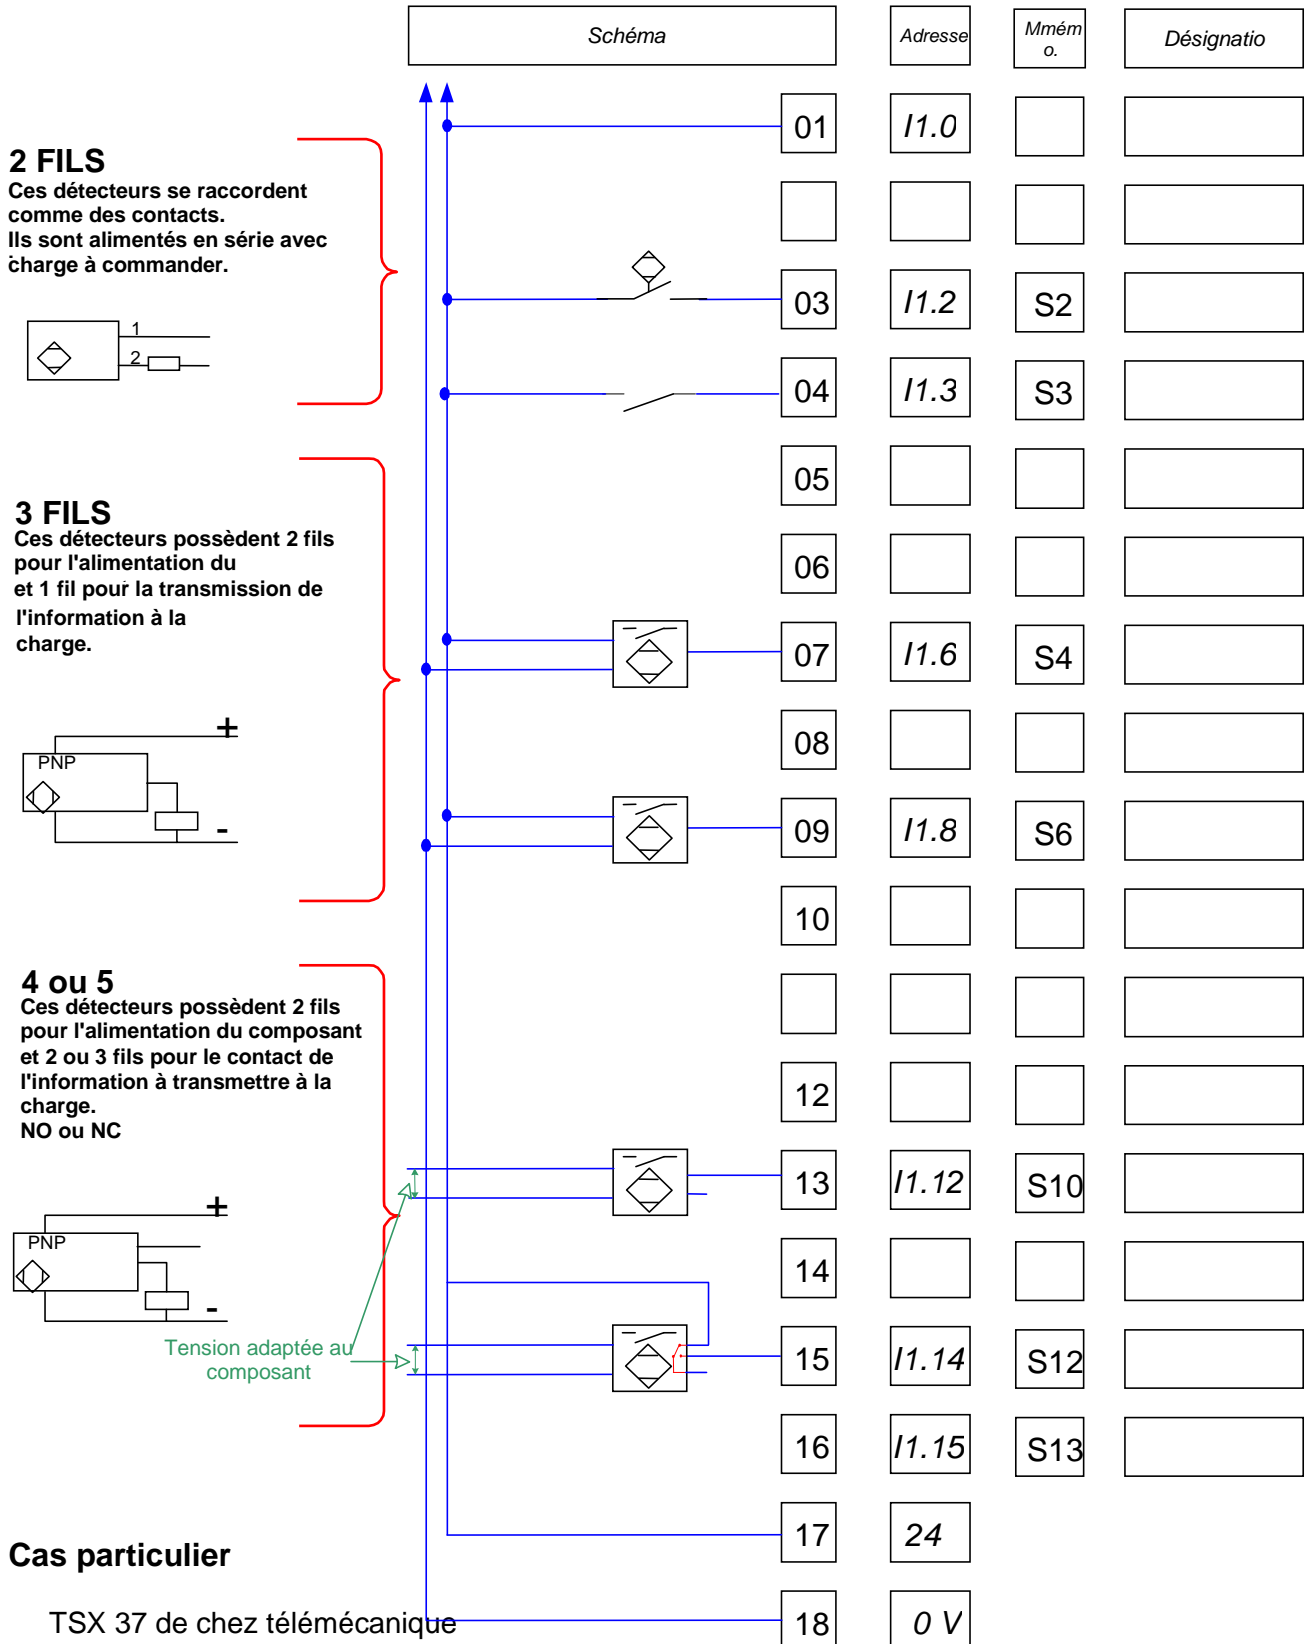 Schéma
Adresse
Mmém
o.
Désignatio
01
I1.0
2 FILS
Ces détecteurs se raccordent
comme des contacts.
Ils sont alimentés en série avec
charge à commander.
1
2
03
I1.2
S2
04
I1.3
S3
05
3 FILS
Ces détecteurs possèdent 2 fils
pour l'alimentation du
et 1 fil pour la transmission de
l'information à la
charge.
06
07
I1.6
S4
+
PNP
-
08
09
I1.8
S6
10
4 ou 5
Ces détecteurs possèdent 2 fils
pour l'alimentation du composant
et 2 ou 3 fils pour le contact de
l'information à transmettre à la
charge.
NO ou NC
12
13
I1.12
S10
+
PNP
-
14
Tension adaptée au
composant
15
I1.14
S12
16
I1.15
S13
17
24
Cas particulier
TSX 37 de chez télémécanique
18
0 V